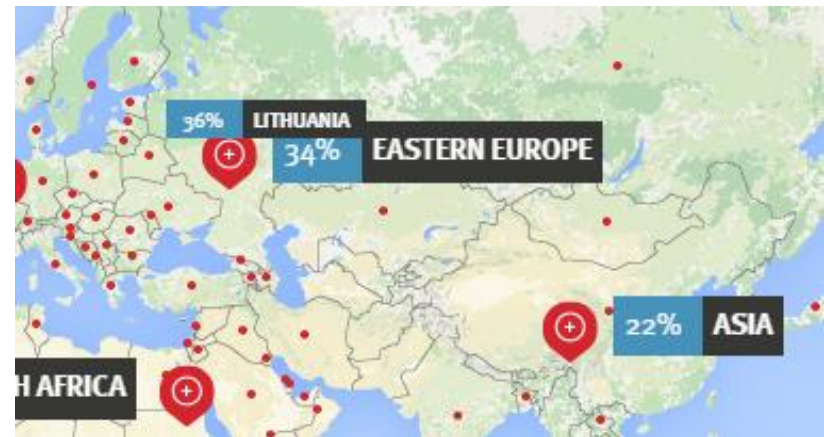 36% LITHUANIA
34% EASTERN EUROPE
22% ASIA
H AFRICA